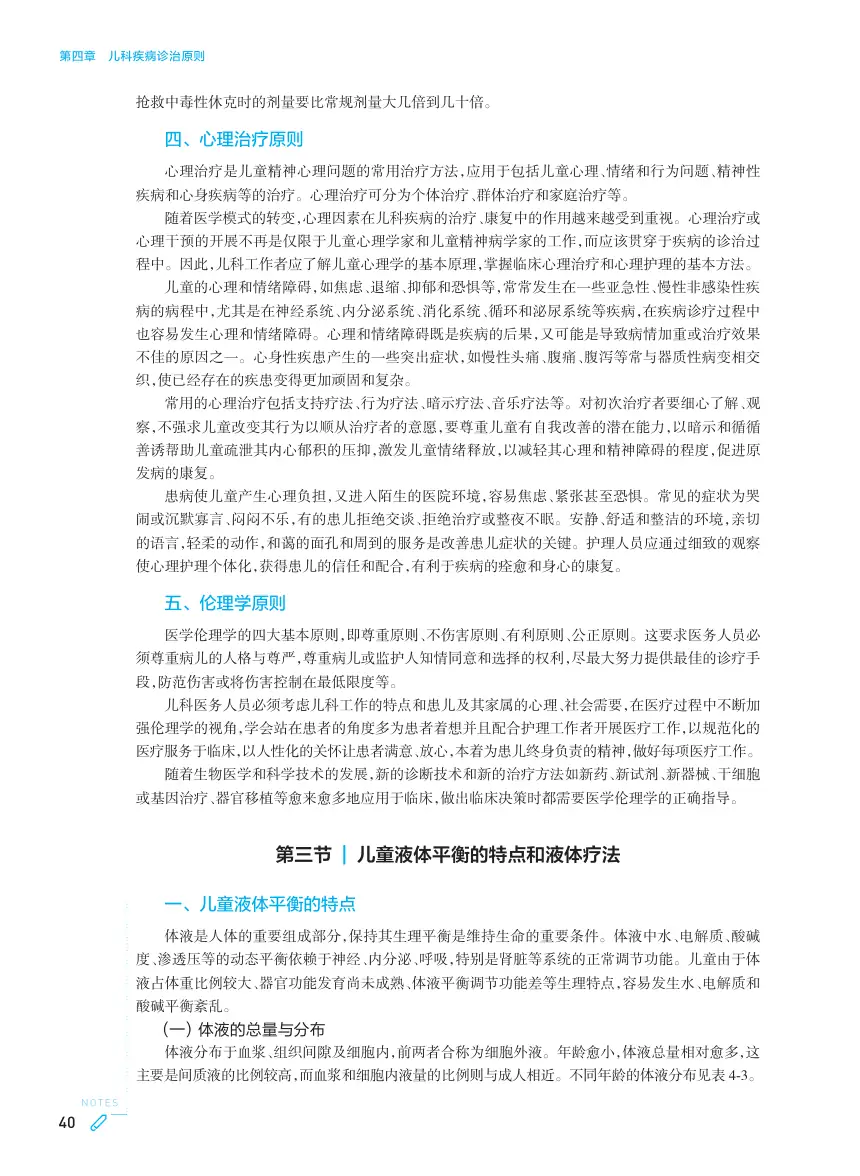 第四章 儿科疾病诊治原则
抢救中毒性休克时的剂量要比常规剂量大几倍到几十倍。
四、心理治疗原则
心理治疗是儿童精神心理问题的常用治疗方法,应用于包括儿童心理、情绪和行为问题、精神性
疾病和心身疾病等的治疗。心理治疗可分为个体治疗、群体治疗和家庭治疗等。
随着医学模式的转变,心理因素在儿科疾病的治疗、康复中的作用越来越受到重视。心理治疗或
心理干预的开展不再是仅限于儿童心理学家和儿童精神病学家的工作,而应该贯穿于疾病的诊治过
程中。因此,儿科工作者应了解儿童心理学的基本原理,掌握临床心理治疗和心理护理的基本方法。
儿童的心理和情绪障碍,如焦虑、退缩、抑郁和恐惧等,常常发生在一些亚急性、慢性非感染性疾
病的病程中,尤其是在神经系统、内分泌系统、消化系统、循环和泌尿系统等疾病,在疾病诊疗过程中
也容易发生心理和情绪障碍。心理和情绪障碍既是疾病的后果,又可能是导致病情加重或治疗效果
不佳的原因之一。心身性疾患产生的一些突出症状,如慢性头痛、腹痛、腹泻等常与器质性病变相交
织,使已经存在的疾患变得更加顽固和复杂。
常用的心理治疗包括支持疗法、行为疗法、暗示疗法、音乐疗法等。对初次治疗者要细心了解、观
察,不强求儿童改变其行为以顺从治疗者的意愿,要尊重儿童有自我改善的潜在能力,以暗示和循循
善诱帮助儿童疏泄其内心郁积的压抑,激发儿童情绪释放,以减轻其心理和精神障碍的程度,促进原
发病的康复。
患病使儿童产生心理负担,又进入陌生的医院环境,容易焦虑、紧张甚至恐惧。常见的症状为哭
闹或沉默寡言、闷闷不乐,有的患儿拒绝交谈、拒绝治疗或整夜不眠。安静、舒适和整洁的环境,亲切
的语言,轻柔的动作,和蔼的面孔和周到的服务是改善患儿症状的关键。护理人员应通过细致的观察
使心理护理个体化,获得患儿的信任和配合,有利于疾病的痊愈和身心的康复。
五、伦理学原则
医学伦理学的四大基本原则,即尊重原则、不伤害原则、有利原则、公正原则。这要求医务人员必
须尊重病儿的人格与尊严,尊重病儿或监护人知情同意和选择的权利,尽最大努力提供最佳的诊疗手
段,防范伤害或将伤害控制在最低限度等。
儿科医务人员必须考虑儿科工作的特点和患儿及其家属的心理、社会需要,在医疗过程中不断加
强伦理学的视角,学会站在患者的角度多为患者着想并且配合护理工作者开展医疗工作,以规范化的
医疗服务于临床,以人性化的关怀让患者满意、放心,本着为患儿终身负责的精神,做好每项医疗工作。
随着生物医学和科学技术的发展,新的诊断技术和新的治疗方法如新药、新试剂、新器械、干细胞
或基因治疗、器官移植等愈来愈多地应用于临床,做出临床决策时都需要医学伦理学的正确指导。
第三节 | 儿童液体平衡的特点和液体疗法
一、儿童液体平衡的特点
体液是人体的重要组成部分,保持其生理平衡是维持生命的重要条件。体液中水、电解质、酸碱
度、渗透压等的动态平衡依赖于神经、内分泌、呼吸,特别是肾脏等系统的正常调节功能。儿童由于体
液占体重比例较大、器官功能发育尚未成熟、体液平衡调节功能差等生理特点,容易发生水、电解质和
酸碱平衡紊乱。
(一)体液的总量与分布
体液分布于血浆、组织间隙及细胞内,前两者合称为细胞外液。年龄愈小,体液总量相对愈多,这
主要是间质液的比例较高,而血浆和细胞内液量的比例则与成人相近。不同年龄的体液分布见表 4-3。
NOTES
40